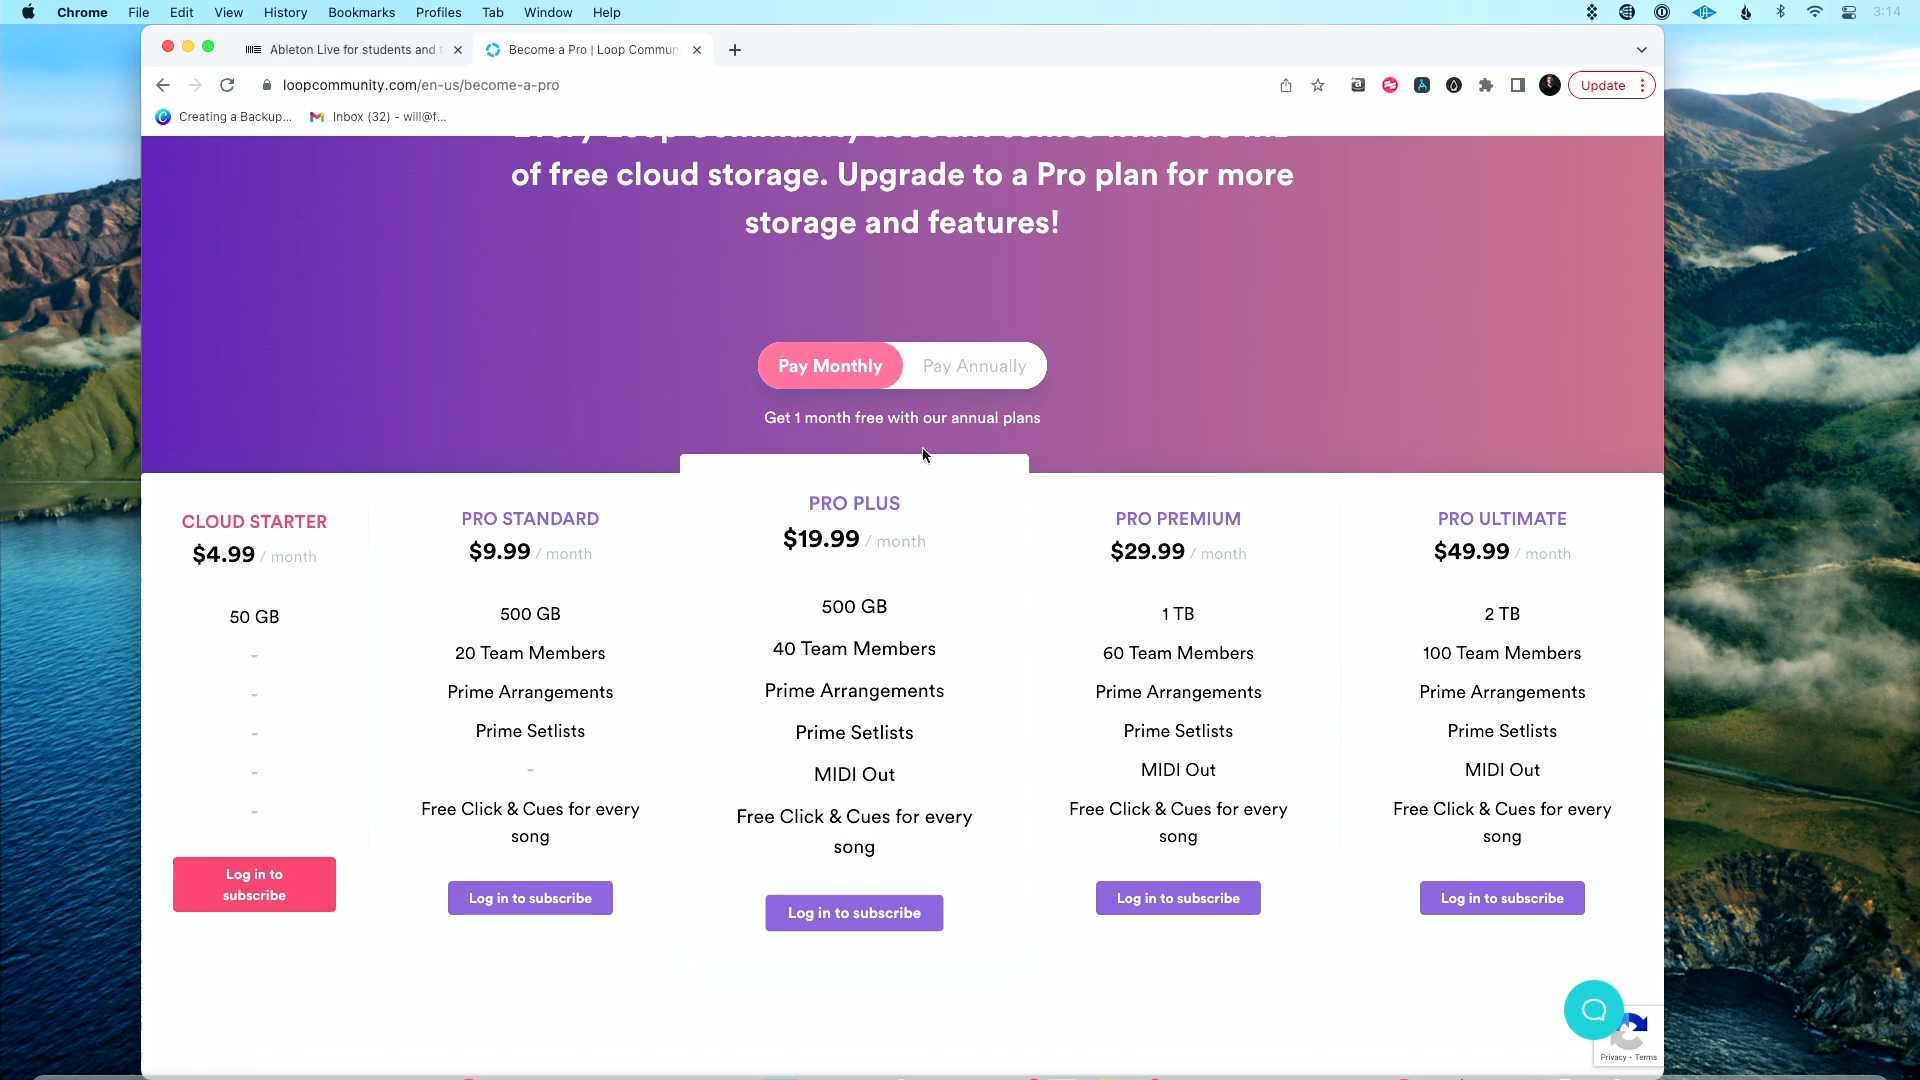 Chrome File Edit View History Bookmarks Profiles Tab Window Help 3:14
Ableton Live for students and t
Become a Pro | Loop Commun
loopcommunity.com/en-us/become-a-pro
Update
Creating a Backup...
Inbox (32) - will@f...
Every Loop Community account comes with
of free cloud storage. Upgrade to a Pro plan for more
storage and features!
Pay Monthly
Pay Annually
Get 1 month free with our annual plans
CLOUD STARTER
$4.99 / month
50 GB
-
-
-
-
-
Log in to
subscribe
PRO STANDARD
$9.99 / month
500 GB
20 Team Members
Prime Arrangements
Prime Setlists
-
Free Click & Cues for every
song
Log in to subscribe
PRO PLUS
$19.99 / month
500 GB
40 Team Members
Prime Arrangements
Prime Setlists
MIDI Out
Free Click & Cues for every
song
Log in to subscribe
PRO PREMIUM
$29.99 / month
1 TB
60 Team Members
Prime Arrangements
Prime Setlists
MIDI Out
Free Click & Cues for every
song
Log in to subscribe
PRO ULTIMATE
$49.99 / month
2 TB
100 Team Members
Prime Arrangements
Prime Setlists
MIDI Out
Free Click & Cues for every
song
Log in to subscribe
Privacy - Terms